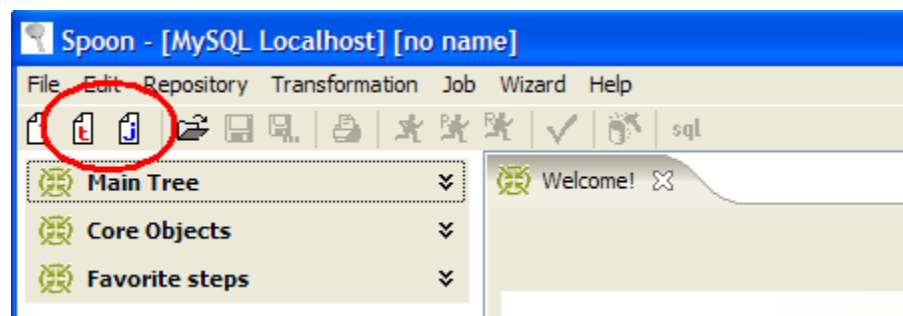 Spoon - [MySQL Localhost] [no name]
File Edit Repository Transformation Job Wizard Help
t j sql
Main Tree
Welcome!
Core Objects
Favorite steps